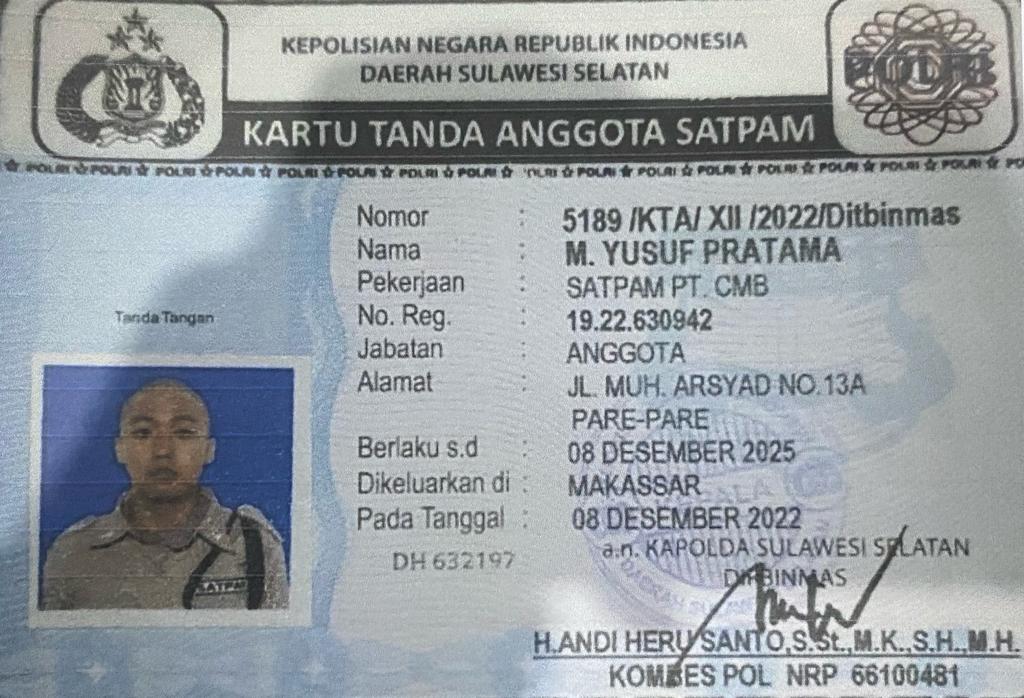 KEPOLISIAN NEGARA REPUBLIK INDONESIA
DAERAH SULAWESI SELATAN
KARTU TANDA ANGGOTA SATPAM
POLRI POLRI POLRI POLRI POLRI POLRI POLRI POLRI POLRI POLRI POLRI POLRI POLRI POLRI POLRI
Nomor : 5189 /KTA/ XII /2022/Ditbinmas
Nama : M. YUSUF PRATAMA
Pekerjaan : SATPAM PT. CMB
No. Reg. : 19.22.630942
Jabatan : ANGGOTA
Alamat : JL. MUH. ARSYAD NO.13A
PARE-PARE
Berlaku s.d : 08 DESEMBER 2025
Dikeluarkan di : MAKASSAR
Pada Tanggal : 08 DESEMBER 2022
DH 632197
a.n. KAPOLDA SULAWESI SELATAN
DIRBINMAS
H.ANDI HERU SANTO,S.St.,M.K.,S.H.,M.H.
KOMBES POL NRP 66100481
Tanda Tangan
SATPAM